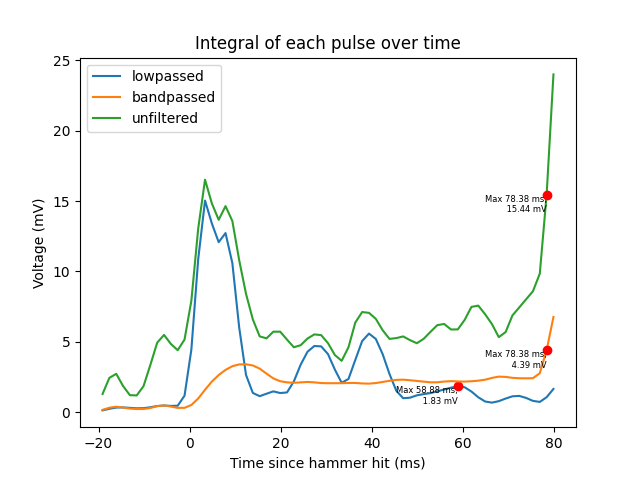 Integral of each pulse over time
lowpassed
bandpassed
unfiltered
Voltage (mV)
25
20
15
10
5
0
Max 78.38 ms,
15.44 mV
Max 78.38 ms,
4.39 mV
Max 58.88 ms,
1.83 mV
−20
0
20
40
60
80
Time since hammer hit (ms)